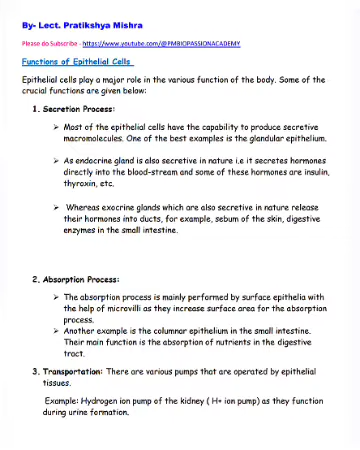 By- Lect. Pratikshya Mishra
Please do Subscribe - https://www.youtube.com/@PMBIOPASSIONACADEMY
Functions of Epithelial Cells
Epithelial cells play a major role in the various function of the body. Some of the
crucial functions are given below:
1. Secretion Process:
➢ Most of the epithelial cells have the capability to produce secretive
macromolecules. One of the best examples is the glandular epithelium.
➢ As endocrine gland is also secretive in nature i.e it secretes hormones
directly into the blood-stream and some of these hormones are insulin,
thyroxin, etc.
➢ Whereas exocrine glands which are also secretive in nature release
their hormones into ducts, for example, sebum of the skin, digestive
enzymes in the small intestine.
2. Absorption Process:
➢ The absorption process is mainly performed by surface epithelia with
the help of microvilli as they increase surface area for the absorption
process.
➢ Another example is the columnar epithelium in the small intestine.
Their main function is the absorption of nutrients in the digestive
tract.
3. Transportation: There are various pumps that are operated by epithelial
tissues.
Example: Hydrogen ion pump of the kidney ( H+ ion pump) as they function
during urine formation.